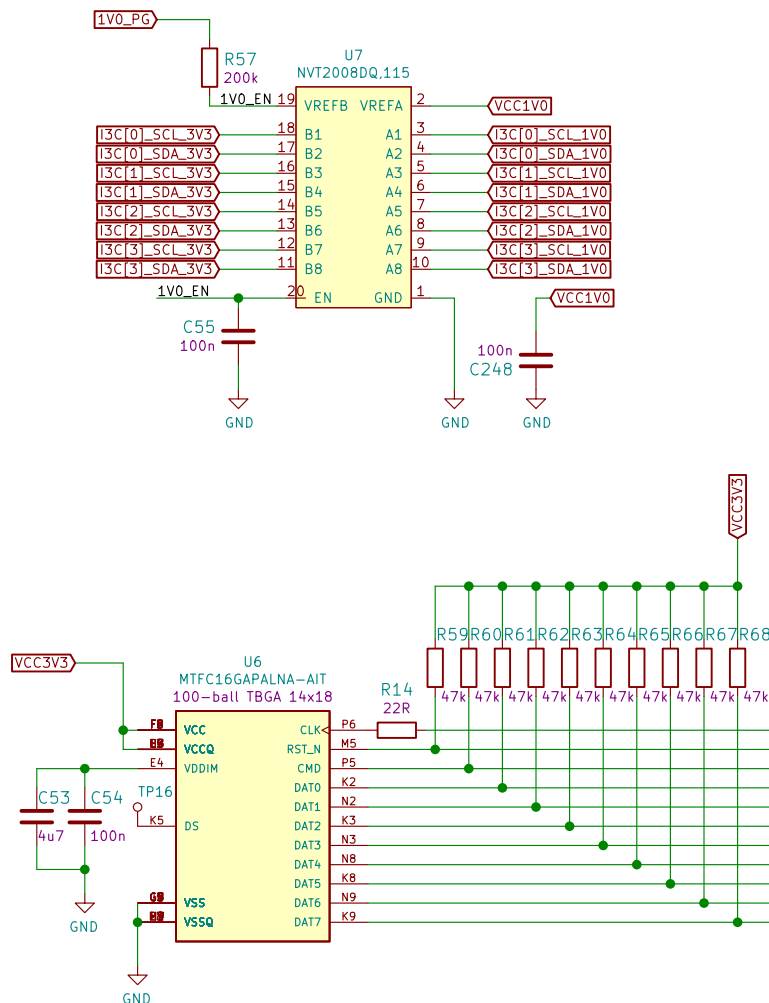 1V0_PG
R57
200k
U7
NVT2008DQ,115
1V0_EN
19 VREFB VREFA 2
VCC1V0
I3C[0]_SCL_3V3 18 B1 A1 3 I3C[0]_SCL_1V0
I3C[0]_SDA_3V3 17 B2 A2 4 I3C[0]_SDA_1V0
I3C[1]_SCL_3V3 16 B3 A3 5 I3C[1]_SCL_1V0
I3C[1]_SDA_3V3 15 B4 A4 6 I3C[1]_SDA_1V0
I3C[2]_SCL_3V3 14 B5 A5 7 I3C[2]_SCL_1V0
I3C[2]_SDA_3V3 13 B6 A6 8 I3C[2]_SDA_1V0
I3C[3]_SCL_3V3 12 B7 A7 9 I3C[3]_SCL_1V0
I3C[3]_SDA_3V3 11 B8 A8 10 I3C[3]_SDA_1V0
1V0_EN 20 EN GND 1 VCC1V0
C55
100n
100n
C248
GND GND GND
VCC3V3
R59 R60 R61 R62 R63 R64 R65 R66 R67 R68
47k 47k 47k 47k 47k 47k 47k 47k 47k 47k
VCC3V3
U6
MTFC16GAPALNA-AIT
100-ball TBGA 14x18
R14
22R
VCC CLK P6
VCCQ RST_N M5
E4 VDDIM CMD P5
DAT0 K2
C53 C54 TP16
4u7 100n
DAT1 N2
K5 DS DAT2 K3
DAT3 N3
DAT4 N8
DAT5 K8
VSS DAT6 N9
VSSQ DAT7 K9
GND
GND